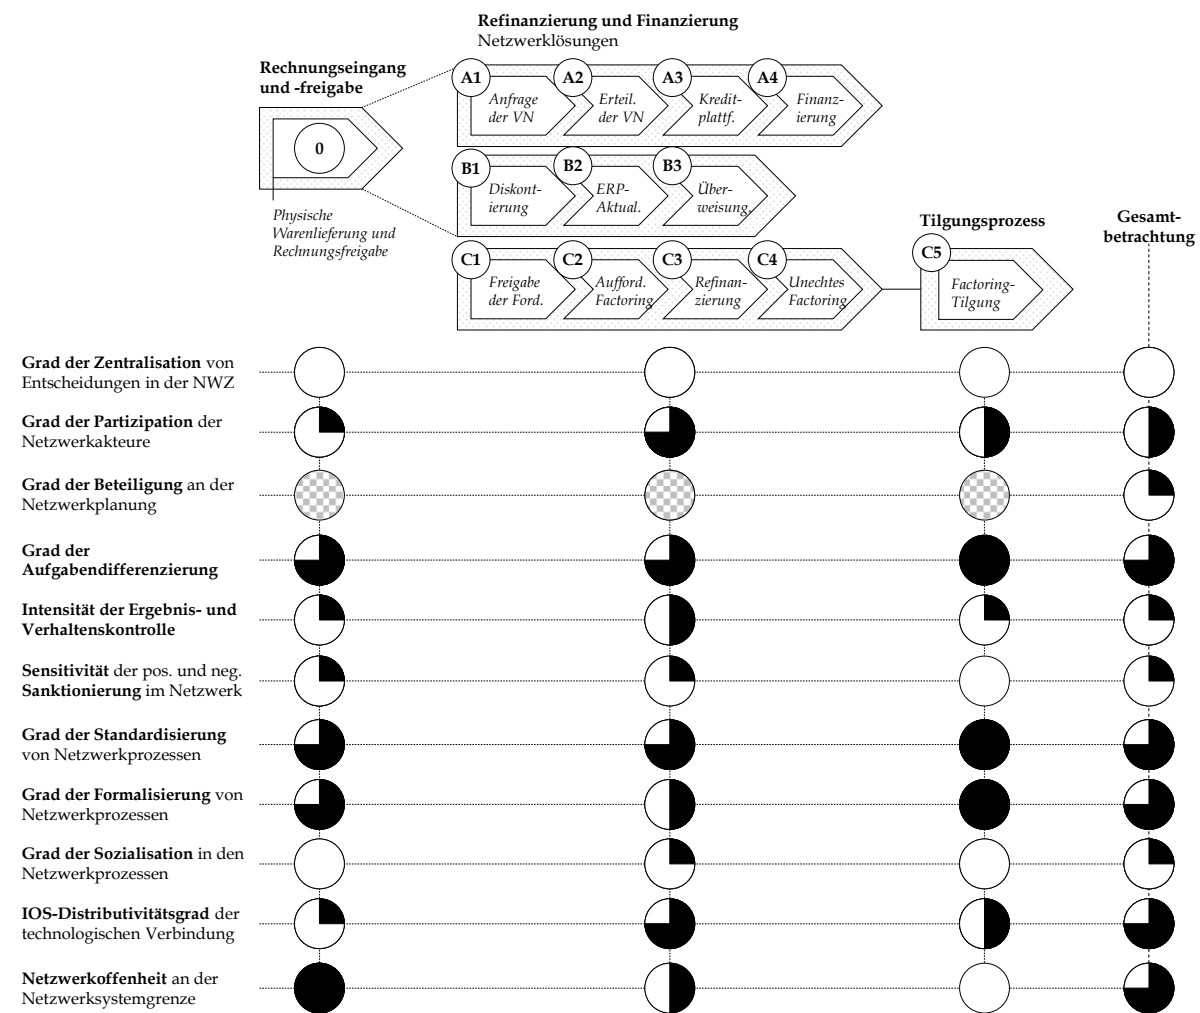 Refinanzierung und Finanzierung
Netzwerklösungen
Rechnungseingang
und -freigabe
0
Physische
Warenlieferung und
Rechnungsfreigabe
A1
Anfrage
der VN
A2
Erteil.
der VN
A3
Kredit-
plattf.
A4
Finanz-
ierung
B1
Diskont-
ierung
B2
ERP-
Aktual.
B3
Über-
weisung.
C1
Freigabe
der Ford.
C2
Aufford.
Factoring
C3
Refinan-
zierung
C4
Unechtes
Factoring
Tilgungsprozess
C5
Factoring-
Tilgung
Gesamt-
betrachtung
Grad der Zentralisation von
Entscheidungen in der NWZ
Grad der Partizipation der
Netzwerkakteure
Grad der Beteiligung an der
Netzwerkplanung
Grad der
Aufgabendifferenzierung
Intensität der Ergebnis- und
Verhaltenskontrolle
Sensitivität der pos. und neg.
Sanktionierung im Netzwerk
Grad der Standardisierung
von Netzwerkprozessen
Grad der Formalisierung von
Netzwerkprozessen
Grad der Sozialisation in den
Netzwerkprozessen
IOS-Distributivitätsgrad der
technologischen Verbindung
Netzwerkoffenheit an der
Netzwerksystemgrenze